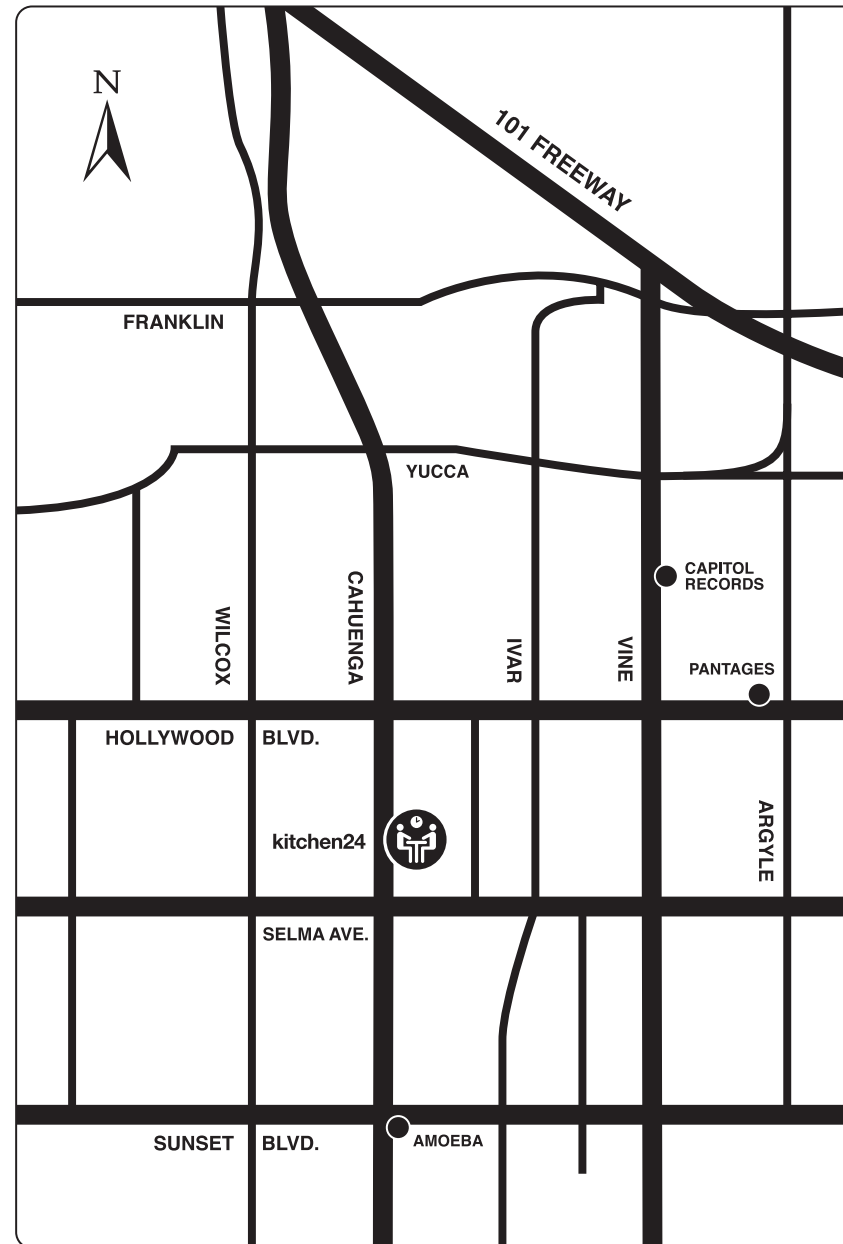 N
101 FREEWAY
FRANKLIN
YUCCA
CAPITOL
RECORDS
WILCOX
CAHUENGA
IVAR
VINE
PANTAGES
HOLLYWOOD BLVD.
kitchen24
ARGYLE
SELMA AVE.
SUNSET BLVD.
AMOEBA